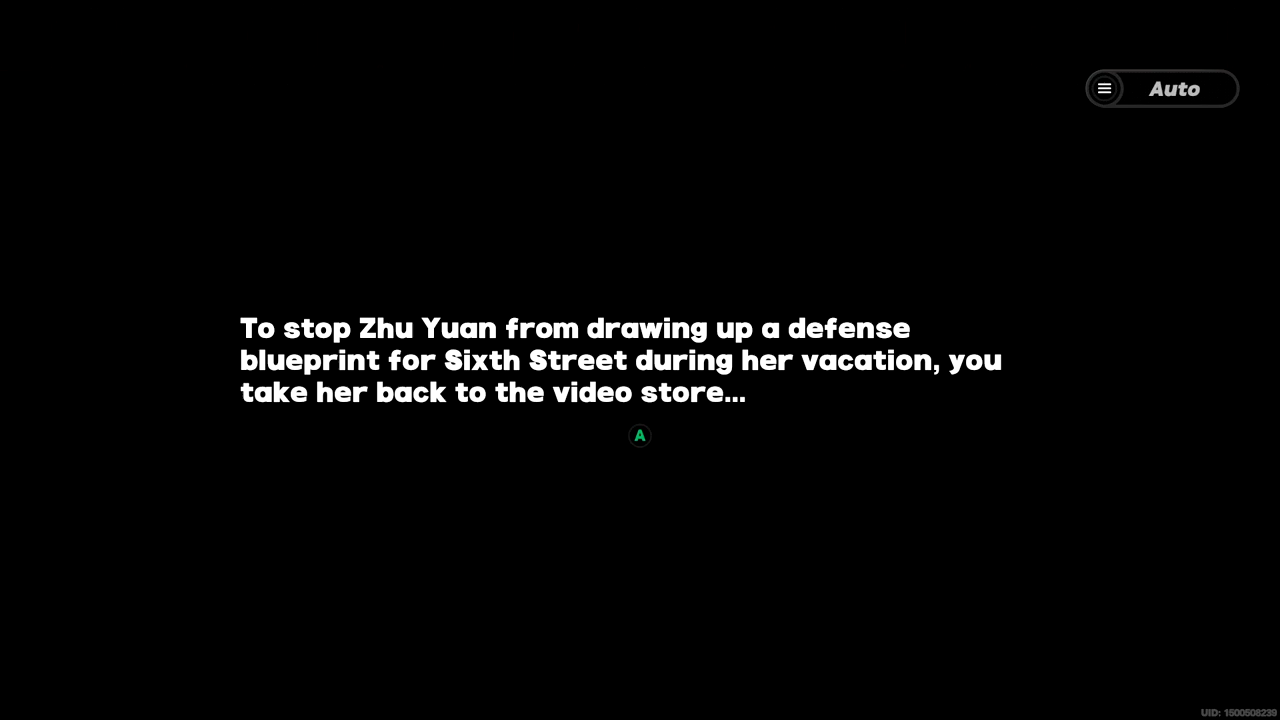 Auto
To stop Zhu Yuan from drawing up a defense
blueprint for Sixth Street during her vacation, you
take her back to the video store...
A
UID: 1500508239